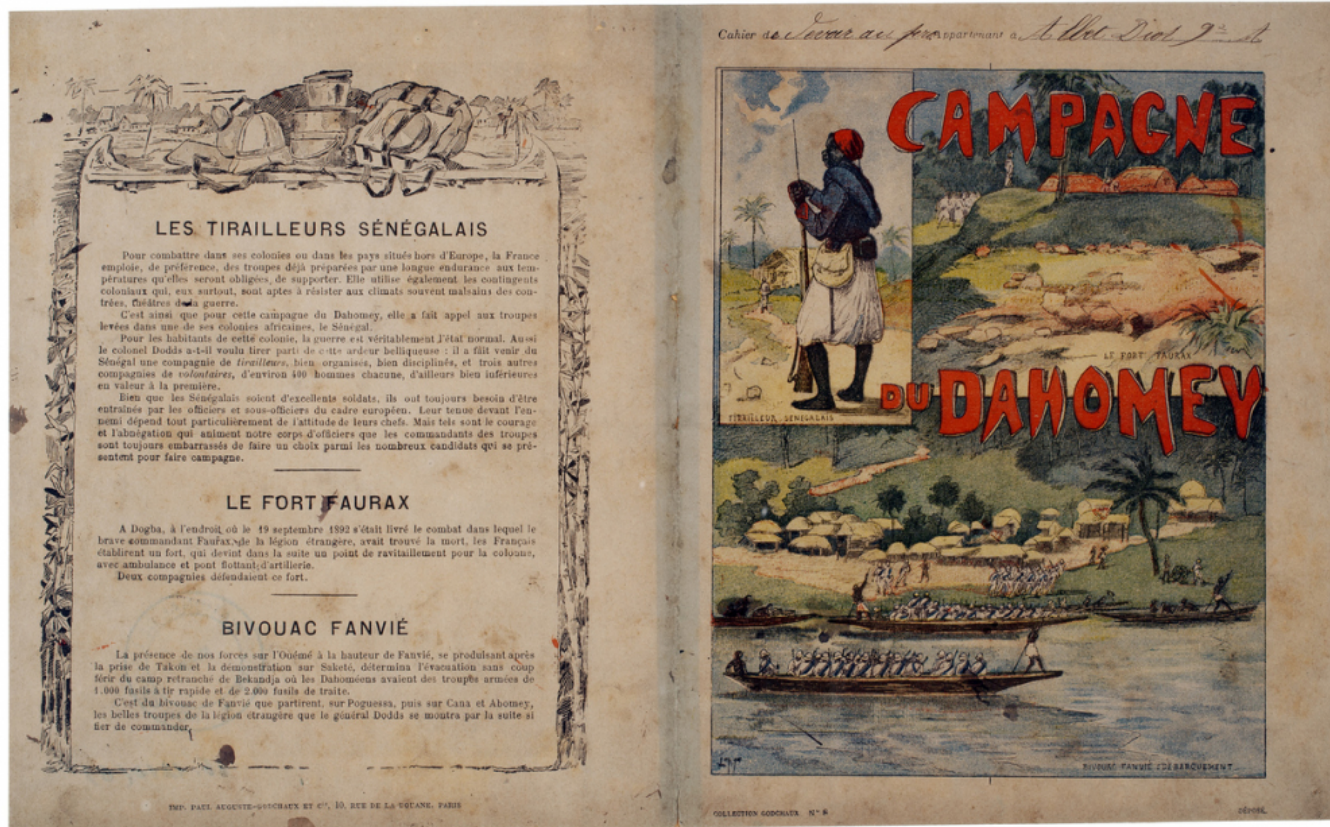 LES TIRAILLEURS SÉNÉGALAIS
Pour combattre dans ses colonies ou dans les pays situés hors d'Europe, la France
emploie, de préférence, des troupes déjà préparées par une longue endurance aux tem-
pératures qu'elles seront obligées, de supporter. Elle utilise également les contingents
coloniaux qui, eux surtout, sont aptes à résister aux climats souvent malsains des con-
trées, théâtres de la guerre.
C'est ainsi que pour cette campagne du Dahomey, elle a fait appel aux troupes
levées dans une de ses colonies africaines, le Sénégal.
Pour les habitants de cette colonie, la guerre est véritablement l'état normal. Aussi
le colonel Dodds a-t-il voulu tirer parti de cette ardeur belliqueuse : il a fait venir du
Sénégal une compagnie de tirailleurs, bien organisés, bien disciplinés, et trois autres
compagnies de volontaires, d'environ 400 hommes chacune, d'ailleurs bien inférieures
en valeur à la première.
Bien que les Sénégalais soient d'excellents soldats, ils ont toujours besoin d'être
entraînés par les officiers et sous-officiers du cadre européen. Leur tenue devant l'en-
nemi dépend tout particulièrement de l'attitude de leurs chefs. Mais tels sont le courage
et l'abnégation qui animent notre corps d'officiers que les commandants des troupes
sont toujours embarrassés de faire un choix parmi les nombreux candidats qui se pré-
sentent pour faire campagne.
LE FORT FAURAX
A Dogba, à l'endroit où le 19 septembre 1892 s'était livré le combat dans lequel le
brave commandant Faurax, de la légion étrangère, avait trouvé la mort, les Français
établirent un fort, qui devint dans la suite un point de ravitaillement pour la colonne,
avec ambulance et pont flottant d'artillerie.
Deux compagnies défendaient ce fort.
BIVOUAC FANVIÉ
La présence de nos forces sur l'Ouémé à la hauteur de Fanvié, se produisant après
la prise de Takon et la démonstration sur Saketé, détermina l'évacuation sans coup
férir du camp retranché de Bekandja où les Dahoméens avaient des troupes armées de
1.000 fusils à tir rapide et de 2.000 fusils de traite.
C'est du bivouac de Fanvié que partirent, sur Poguessa, puis sur Cana et Abomey,
les belles troupes de la légion étrangère que le général Dodds se montra par la suite si
fier de commander.
IMP. PAUL AUGUSTE-GODCHAUX ET Cie, 10, RUE DE LA DOUANE, PARIS
Cahier de appartenant à
CAMPAGNE
DU DAHOMEY
LE FORT FAURAX
TIRAILLEUR SÉNÉGALAIS
BIVOUAC FANVIÉ : DÉBARQUEMENT
COLLECTION GODCHAUX N° 6
DÉPOSÉ